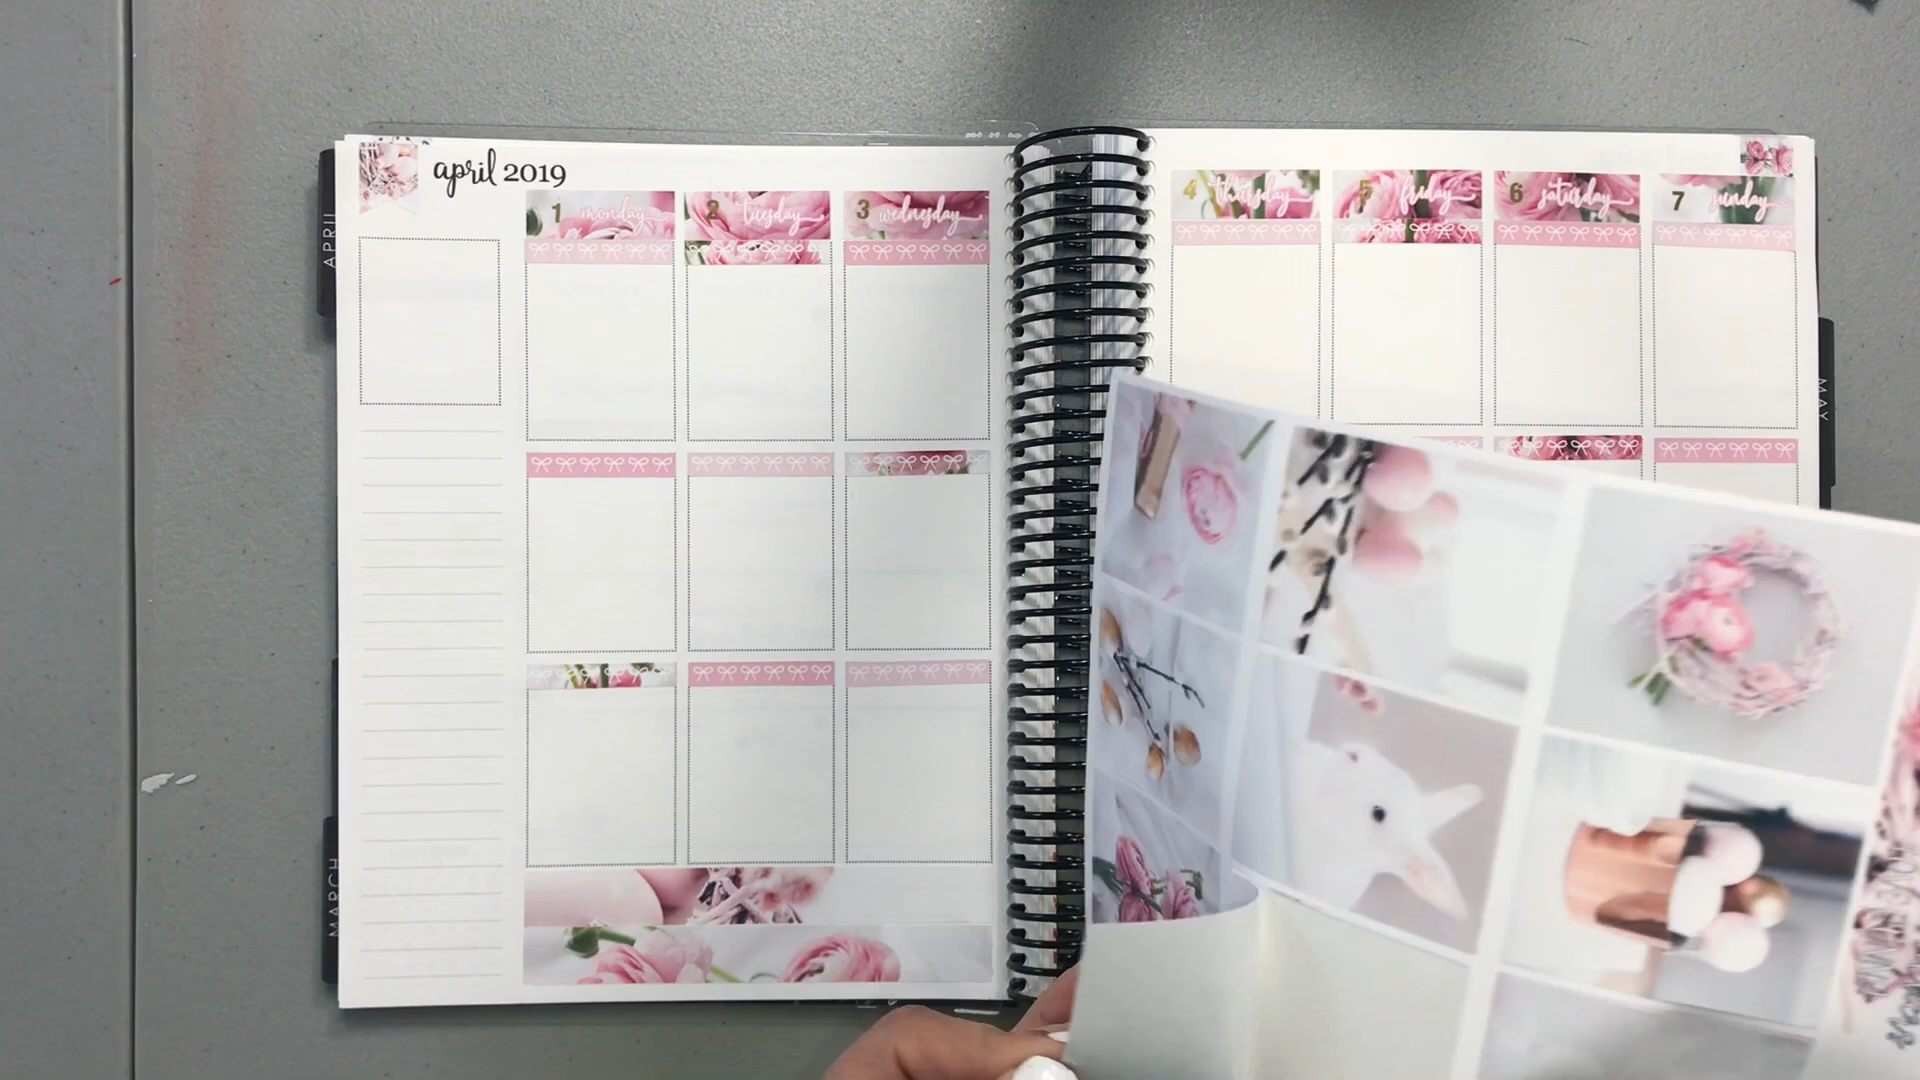 april 2019
1 monday
2 tuesday
3 wednesday
4 thursday
5 friday
6 saturday
7 sunday
APRIL
MAY
MARCH